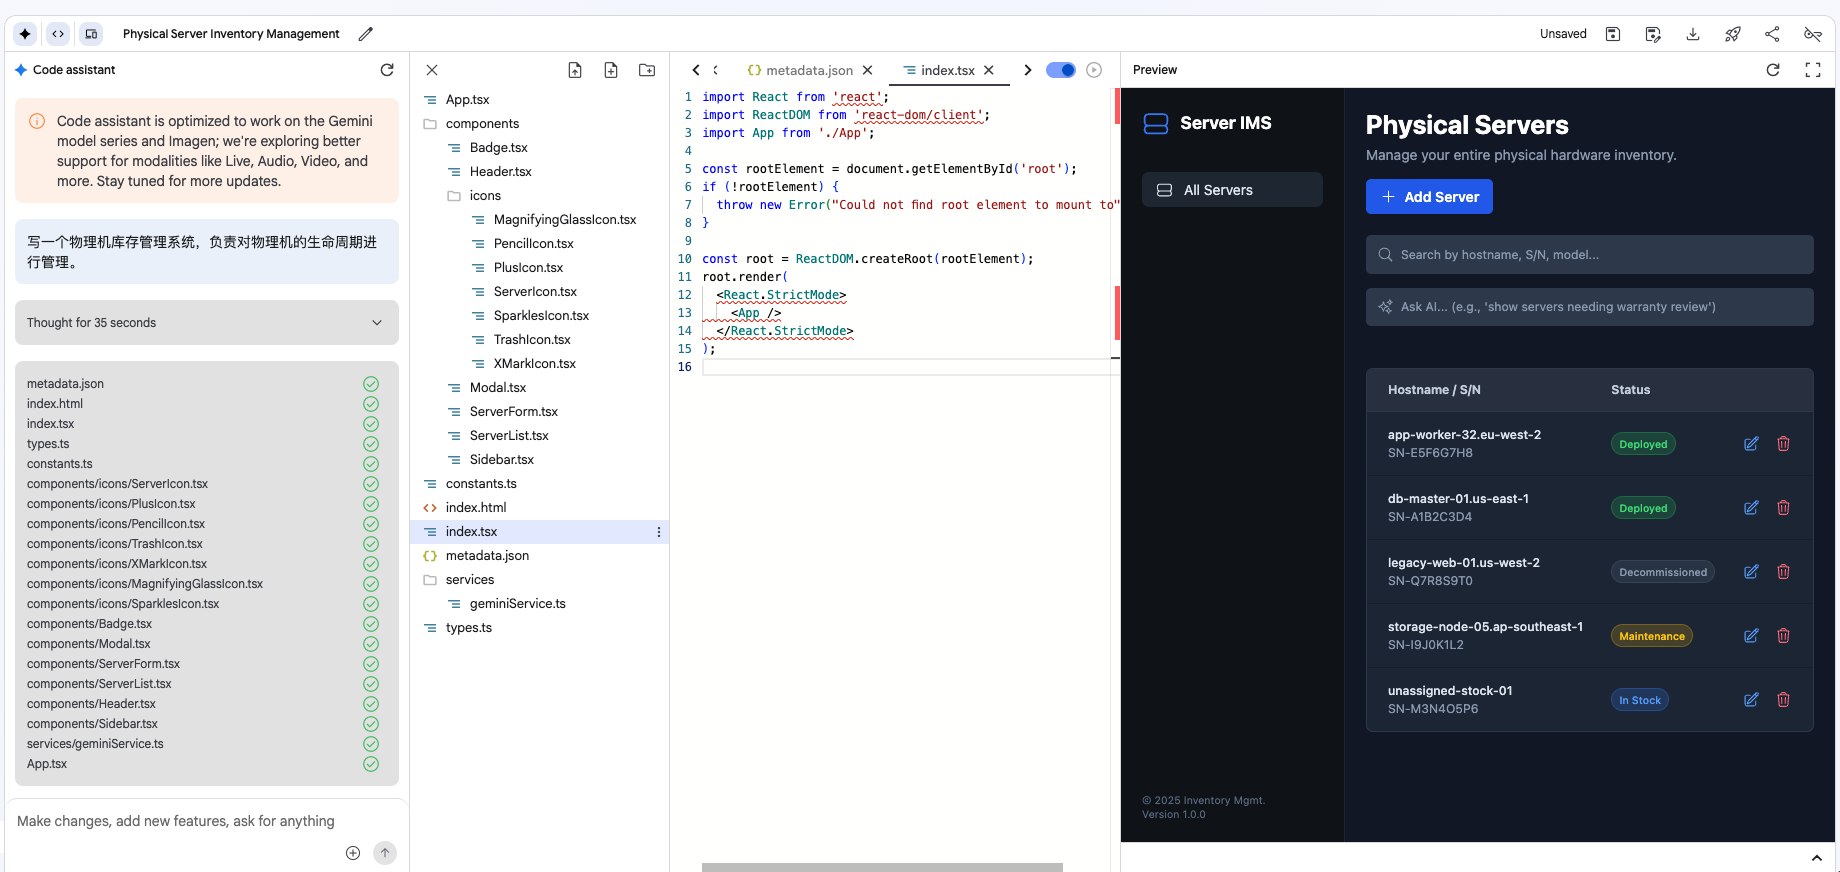 Physical Server Inventory Management
Unsaved
Code assistant
Code assistant is optimized to work on the Gemini
model series and Imagen; we're exploring better
support for modalities like Live, Audio, Video, and
more. Stay tuned for more updates.
写一个物理机库存管理系统，负责对物理机的生命周期进
行管理。
Thought for 35 seconds
metadata.json
index.html
index.tsx
types.ts
constants.ts
components/icons/ServerIcon.tsx
components/icons/PlusIcon.tsx
components/icons/PencilIcon.tsx
components/icons/TrashIcon.tsx
components/icons/XMarkIcon.tsx
components/icons/MagnifyingGlassIcon.tsx
components/icons/SparklesIcon.tsx
components/Badge.tsx
components/Modal.tsx
components/ServerForm.tsx
components/ServerList.tsx
components/Header.tsx
components/Sidebar.tsx
services/geminiService.ts
App.tsx
Make changes, add new features, ask for anything
App.tsx
components
Badge.tsx
Header.tsx
icons
MagnifyingGlassIcon.tsx
PencilIcon.tsx
PlusIcon.tsx
ServerIcon.tsx
SparklesIcon.tsx
TrashIcon.tsx
XMarkIcon.tsx
Modal.tsx
ServerForm.tsx
ServerList.tsx
Sidebar.tsx
constants.ts
index.html
index.tsx
metadata.json
services
geminiService.ts
types.ts
metadata.json
index.tsx
1 import React from 'react';
2 import ReactDOM from 'react-dom/client';
3 import App from './App';
4
5 const rootElement = document.getElementById('root');
6 if (!rootElement) {
7 throw new Error("Could not find root element to mount to"
8 }
9
10 const root = ReactDOM.createRoot(rootElement);
11 root.render(
12 <React.StrictMode>
13 <App />
14 </React.StrictMode>
15 );
16
Preview
Server IMS
All Servers
© 2025 Inventory Mgmt.
Version 1.0.0
Physical Servers
Manage your entire physical hardware inventory.
Add Server
Search by hostname, S/N, model...
Ask AI... (e.g., 'show servers needing warranty review')
Hostname / S/N Status
app-worker-32.eu-west-2
SN-E5F6G7H8
Deployed
db-master-01.us-east-1
SN-A1B2C3D4
Deployed
legacy-web-01.us-west-2
SN-Q7R8S9T0
Decommissioned
storage-node-05.ap-southeast-1
SN-I9J0K1L2
Maintenance
unassigned-stock-01
SN-M3N4O5P6
In Stock